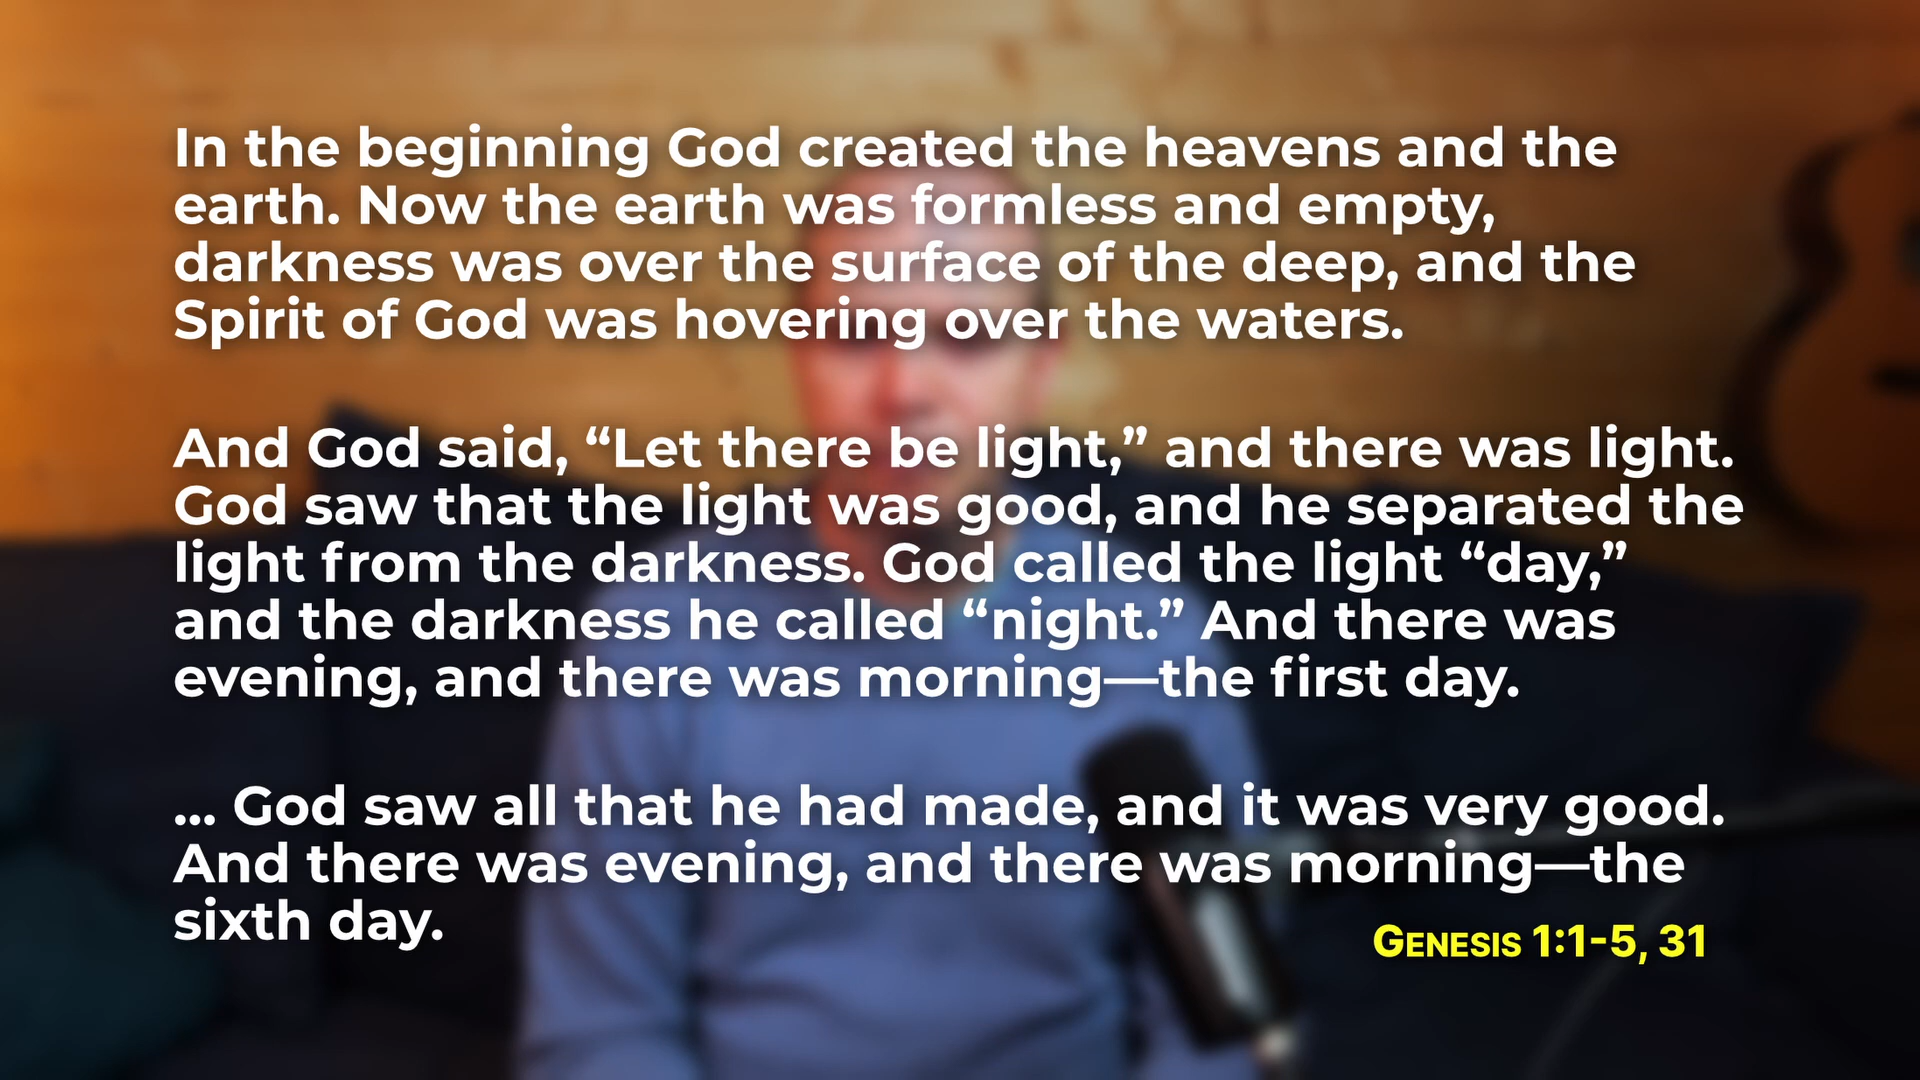 In the beginning God created the heavens and the
earth. Now the earth was formless and empty,
darkness was over the surface of the deep, and the
Spirit of God was hovering over the waters.
And God said, “Let there be light,” and there was light.
God saw that the light was good, and he separated the
light from the darkness. God called the light “day,”
and the darkness he called “night.” And there was
evening, and there was morning—the first day.
... God saw all that he had made, and it was very good.
And there was evening, and there was morning—the
sixth day.
Genesis 1:1-5, 31